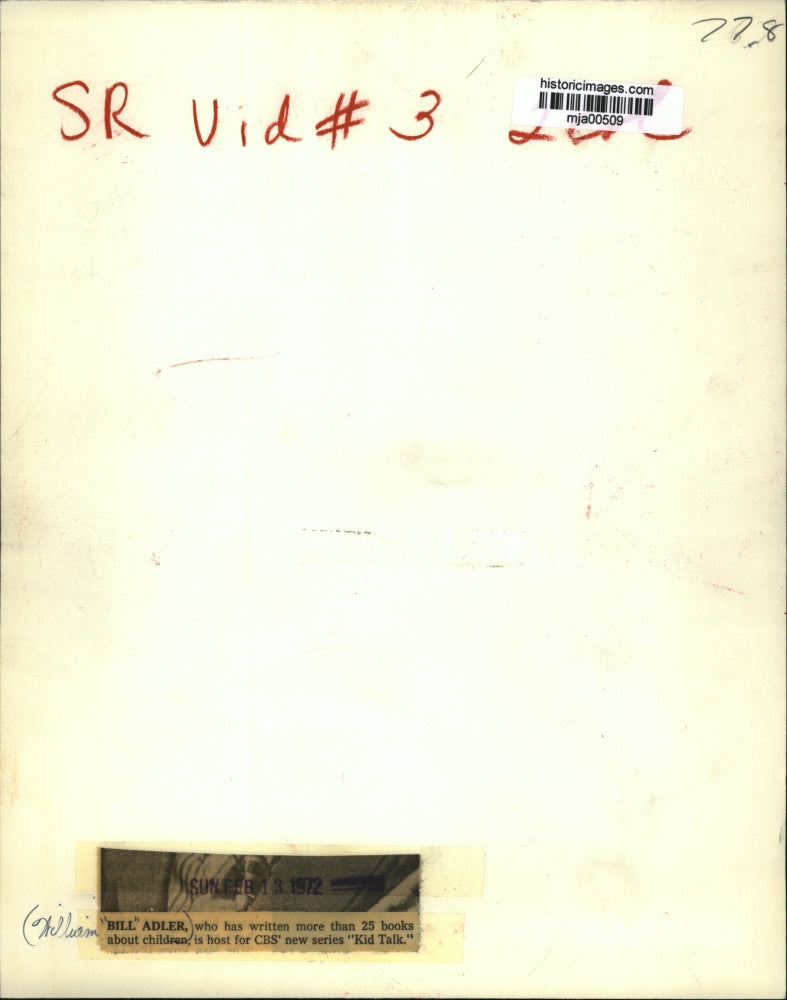 778
historicimages.com
mja00509
SR Vid # 3
SUN FEB 13 1972
(William "BILL" ADLER,) who has written more than 25 books
about children, is host for CBS' new series "Kid Talk."